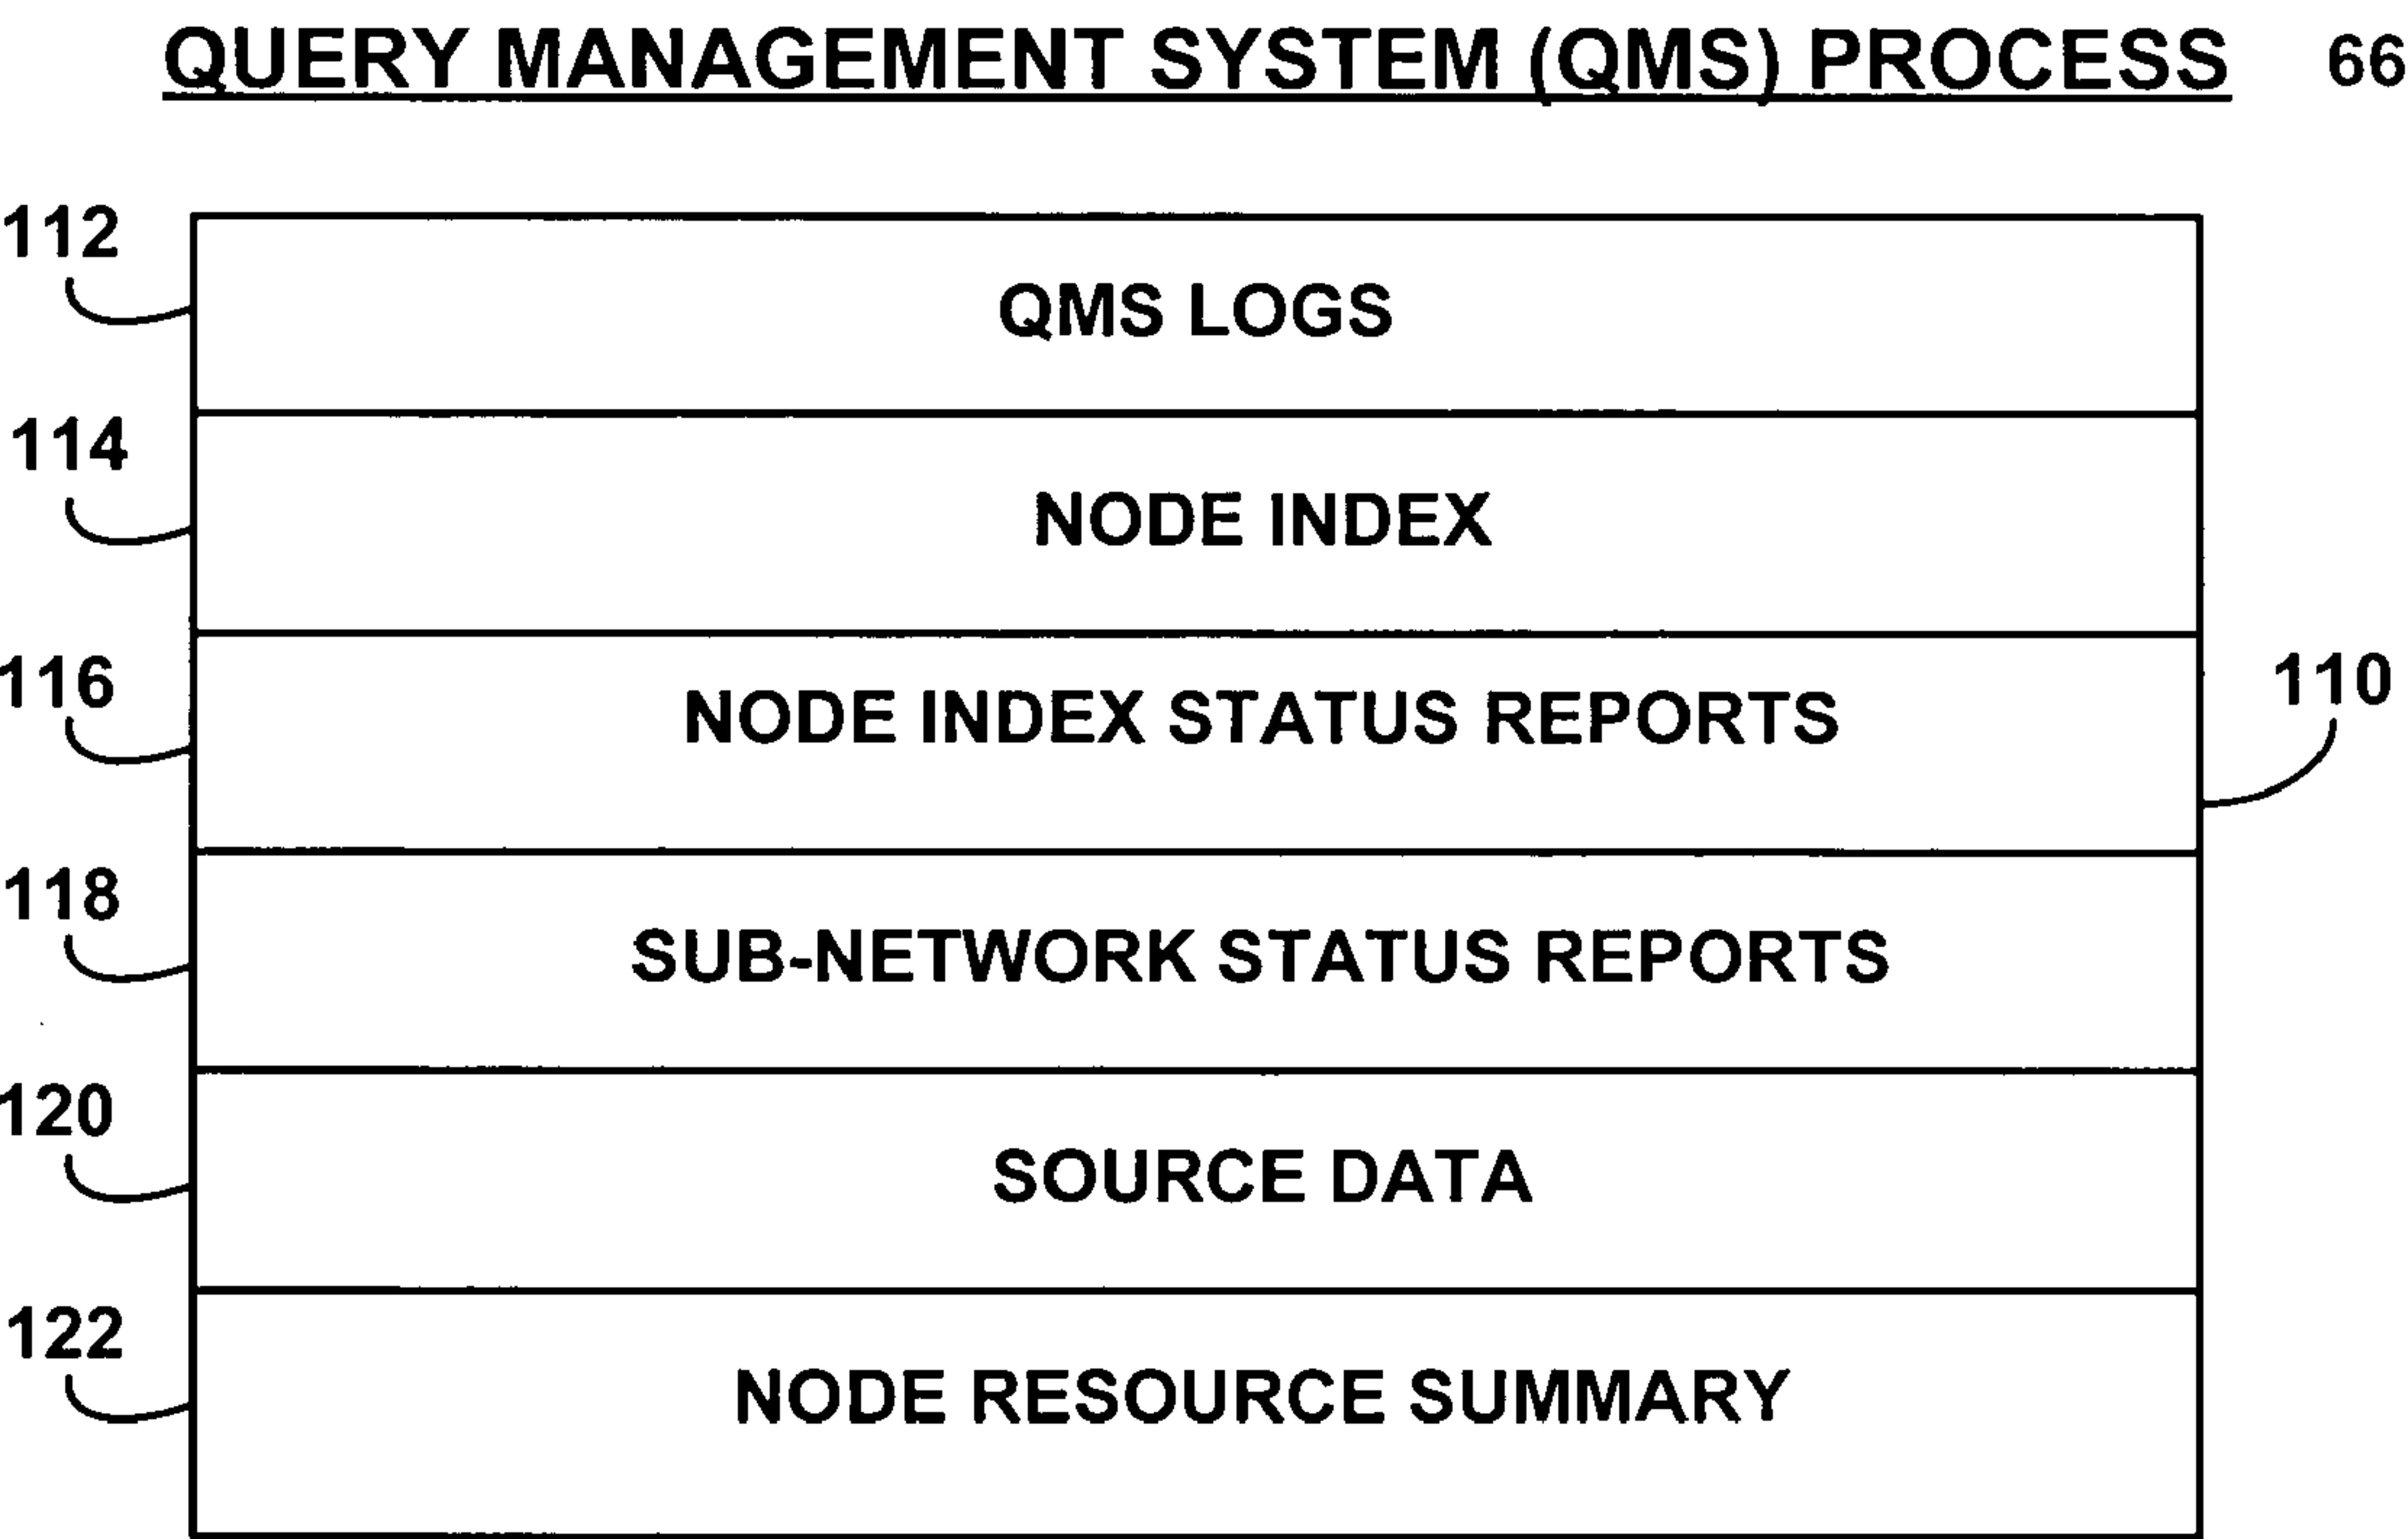 QUERY MANAGEMENT SYSTEM (QMS) PROCESS 66
112
QMS LOGS
114
NODE INDEX
116
NODE INDEX STATUS REPORTS
110
118
SUB-NETWORK STATUS REPORTS
120
SOURCE DATA
122
NODE RESOURCE SUMMARY